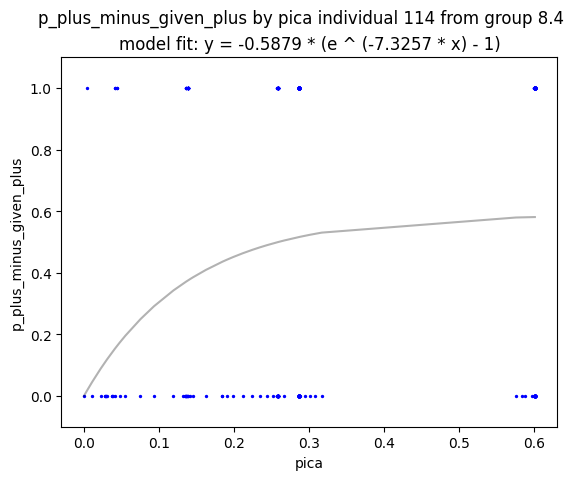 p_plus_minus_given_plus by pica individual 114 from group 8.4
model fit: y = -0.5879 * (e ^ (-7.3257 * x) - 1)
1.0
0.8
0.6
0.4
0.2
0.0
p_plus_minus_given_plus
0.0 0.1 0.2 0.3 0.4 0.5 0.6
pica